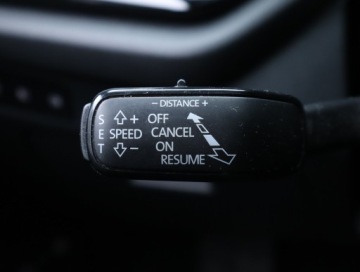 − DISTANCE +
S + OFF
E SPEED CANCEL
T − ON
RESUME